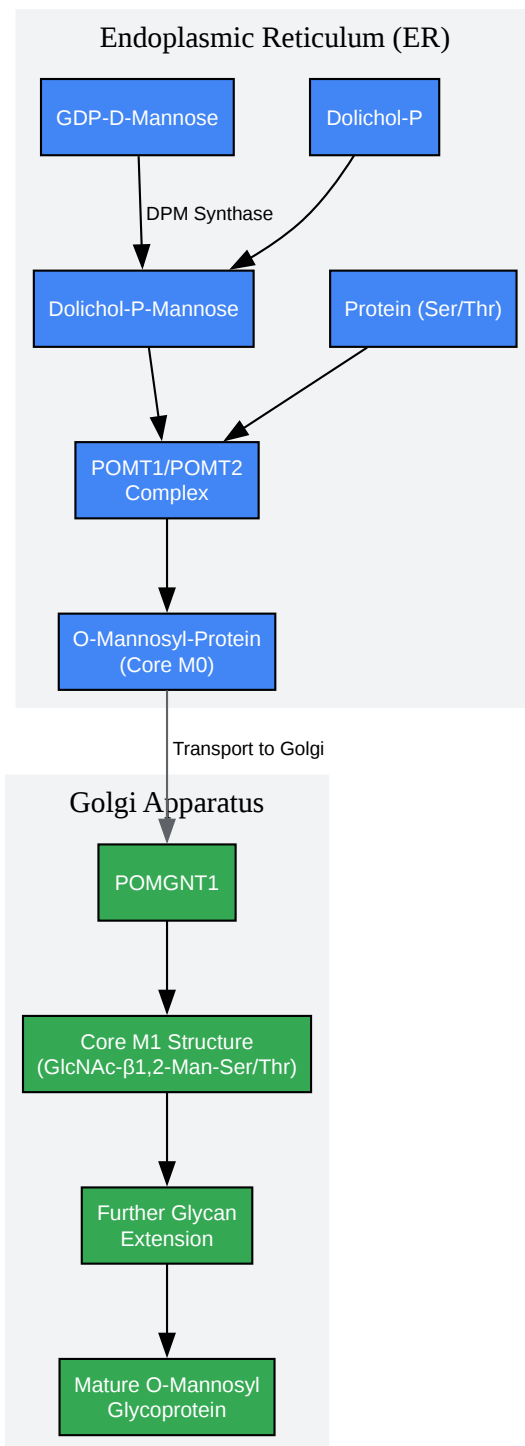 Endoplasmic Reticulum (ER)
GDP-D-Mannose
Dolichol-P
DPM Synthase
Dolichol-P-Mannose
Protein (Ser/Thr)
POMT1/POMT2
Complex
O-Mannosyl-Protein
(Core M0)
Transport to Golgi
Golgi Apparatus
POMGNT1
Core M1 Structure
(GlcNAc-β1,2-Man-Ser/Thr)
Further Glycan
Extension
Mature O-Mannosyl
Glycoprotein